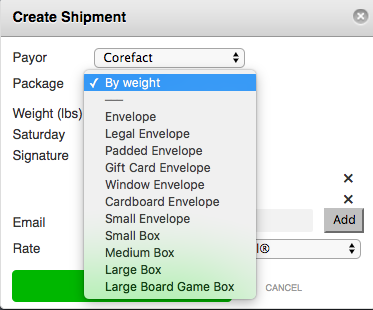 Create Shipment
Payor Corefact
Package ✓ By weight
Weight (lbs)
Envelope
Saturday
Legal Envelope
Signature
Padded Envelope
Gift Card Envelope
Window Envelope
Cardboard Envelope
Email
Small Envelope
Add
Small Box
Rate
Medium Box
l®
Large Box
Large Board Game Box
CANCEL